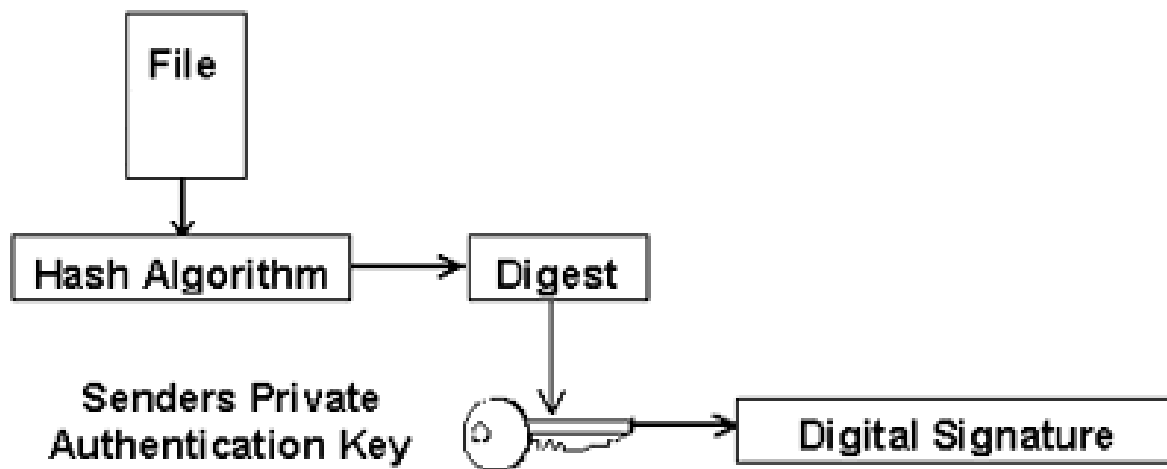 File
Hash Algorithm
Digest
Senders Private
Authentication Key
Digital Signature